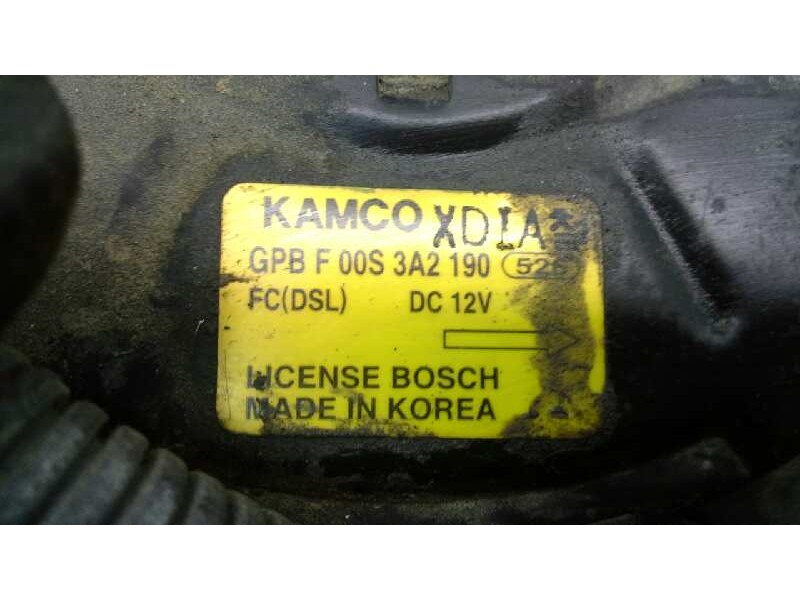 KAMCO XDIA
GPB F 00S 3A2 190
FC(DSL) DC 12V
LICENSE BOSCH
MADE IN KOREA